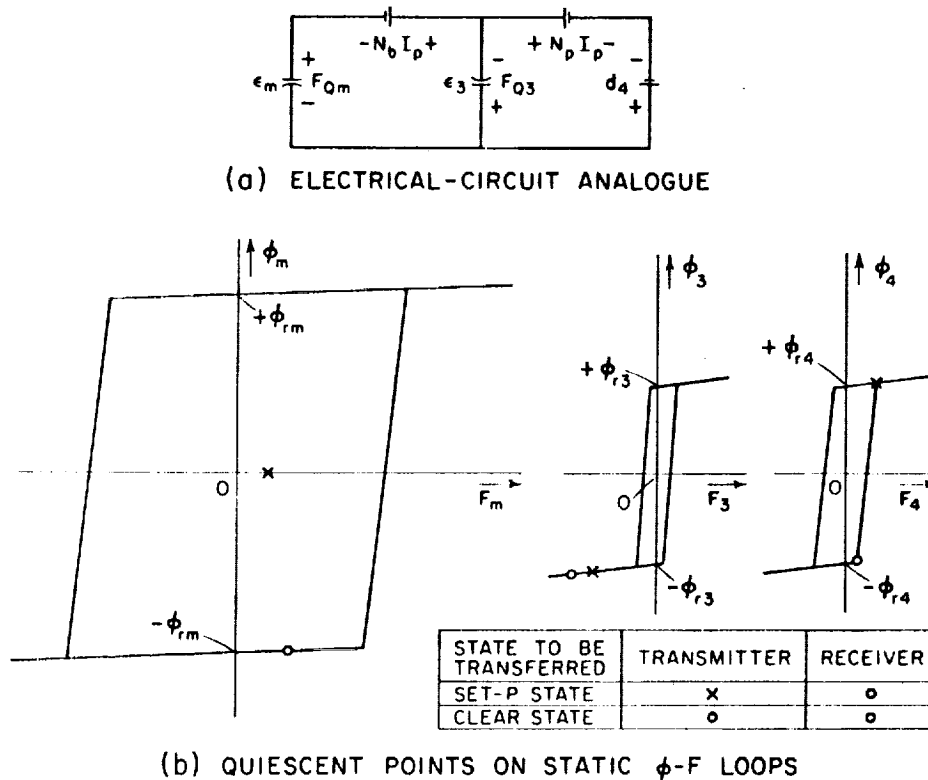 -N_b I_p +
+ N_p I_p -
ϵ_m + F_Qm -
ϵ_3 - F_Q3 +
- d_4 +
(a) ELECTRICAL-CIRCUIT ANALOGUE
ϕ_m
+ϕ_rm
0
F_m
-ϕ_rm
ϕ_3
+ϕ_r3
0
F_3
-ϕ_r3
ϕ_4
+ϕ_r4
0
F_4
-ϕ_r4
STATE TO BE TRANSFERRED TRANSMITTER RECEIVER
SET-P STATE x o
CLEAR STATE o o
(b) QUIESCENT POINTS ON STATIC ϕ-F LOOPS